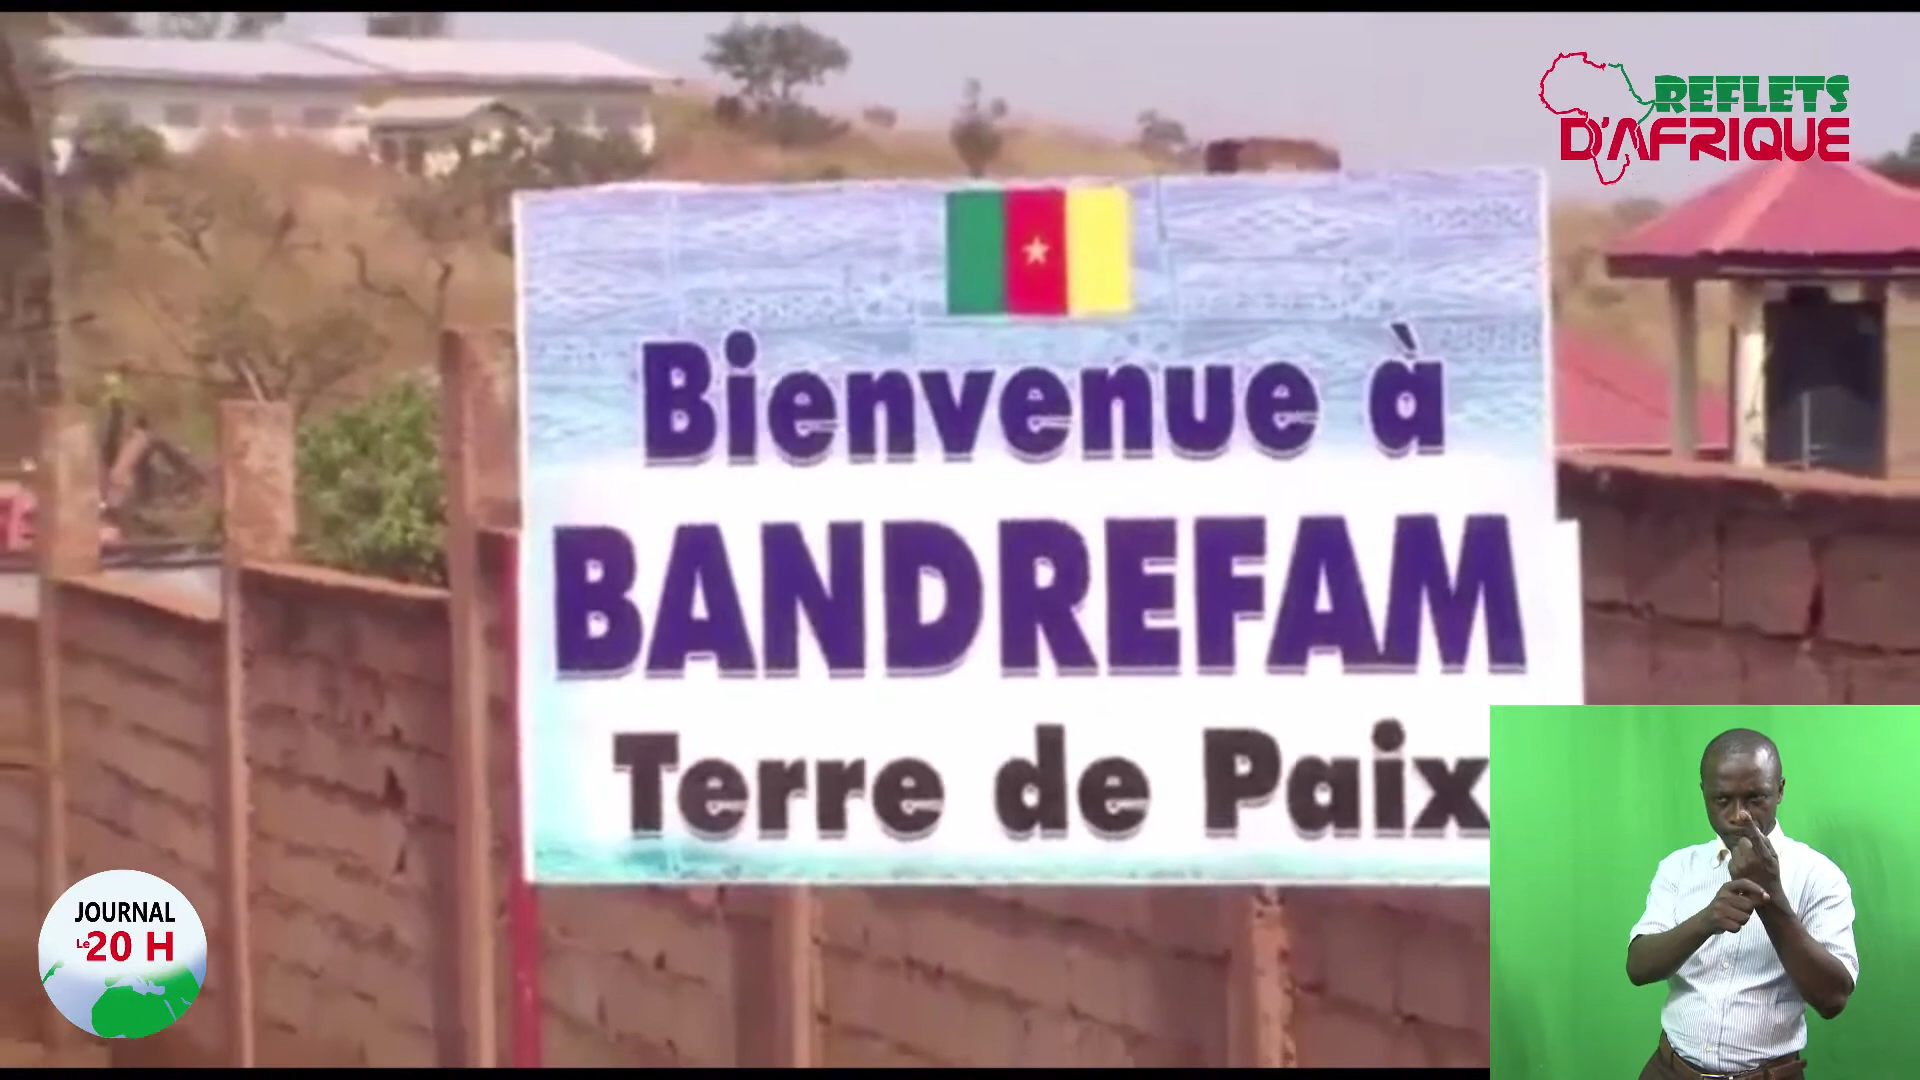 REFLETS
D'AFRIQUE
Bienvenue à
BANDREFAM
Terre de Paix
JOURNAL
Le 20 H